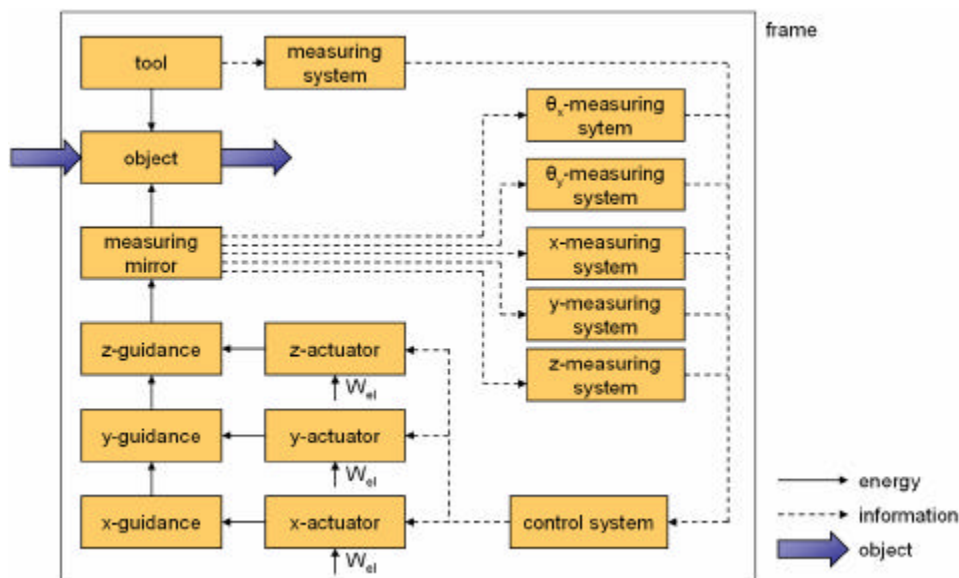 frame
tool
measuring
system
θx-measuring
sytem
object
θy-measuring
system
measuring
mirror
x-measuring
system
y-measuring
system
z-guidance
z-actuator
z-measuring
system
Wel
y-guidance
y-actuator
Wel
energy
x-guidance
x-actuator
control system
information
Wel
object